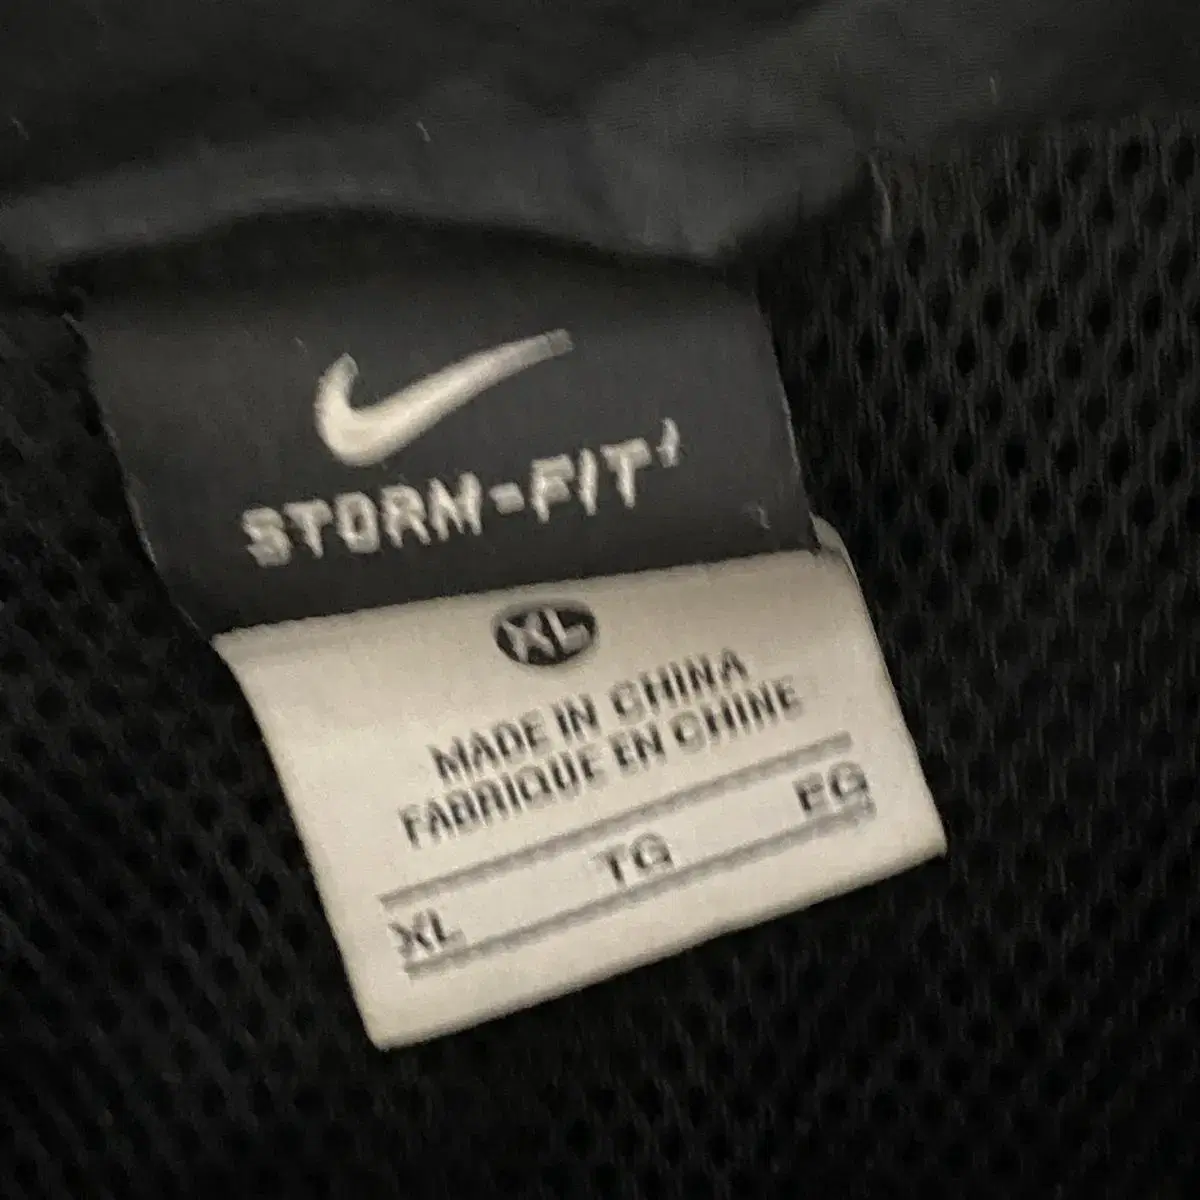 STORM-FIT
XL
MADE IN CHINA
FABRIQUE EN CHINE
XL TG EG